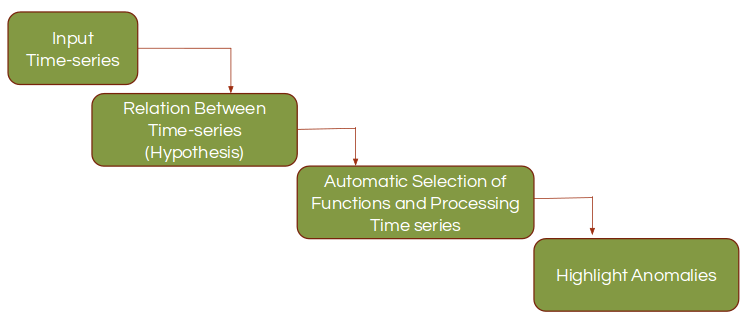 Input
Time-series
Relation Between
Time-series
(Hypothesis)
Automatic Selection of
Functions and Processing
Time series
Highlight Anomalies